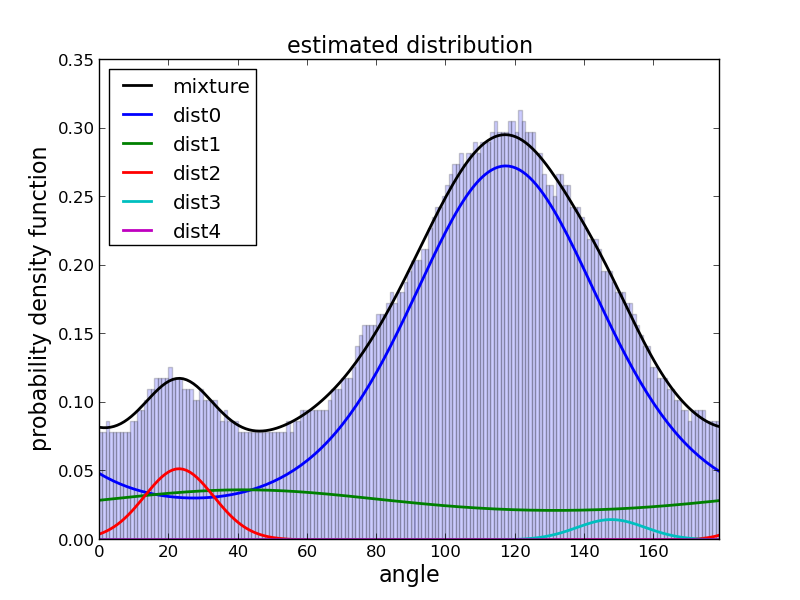 estimated distribution
probability density function
0.35
0.30
0.25
0.20
0.15
0.10
0.05
0.00
mixture
dist0
dist1
dist2
dist3
dist4
0 20 40 60 80 100 120 140 160
angle